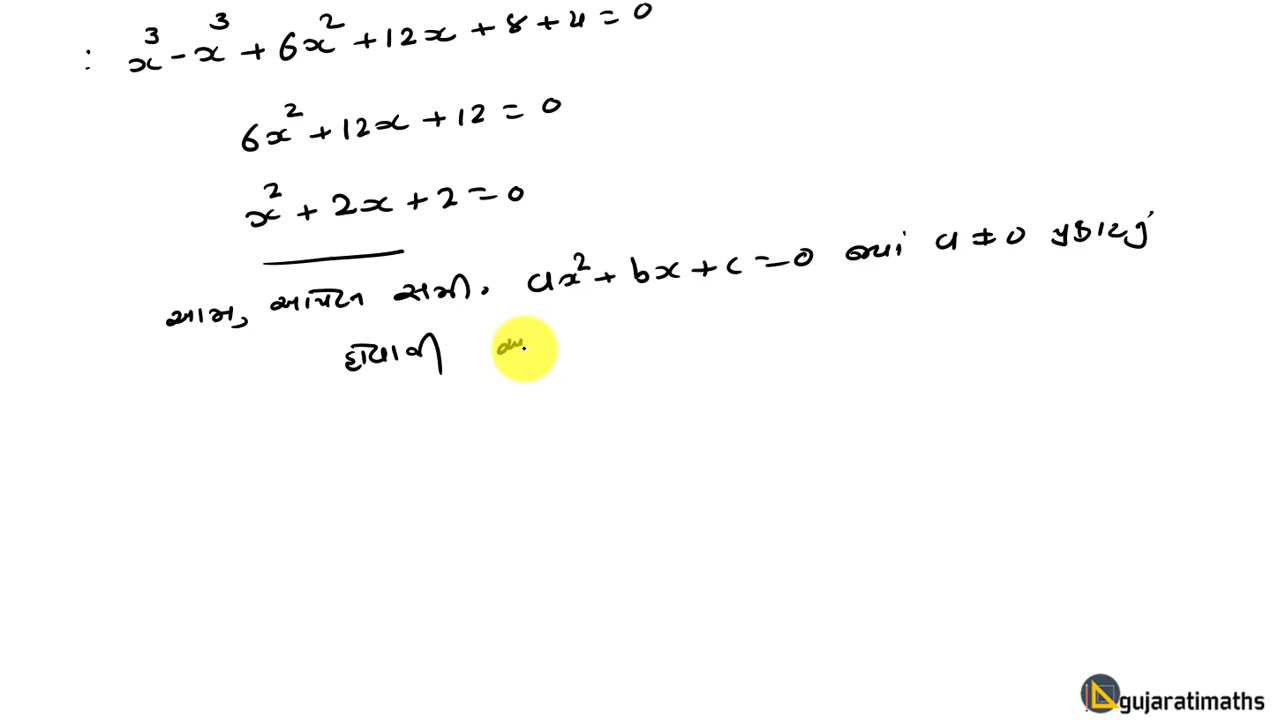 : x³ - x³ + 6x² + 12x + 8 + 4 = 0
6x² + 12x + 12 = 0
x² + 2x + 2 = 0
આમ, આપેલ સમી. ax² + bx + c = 0 જ્યાં a ≠ 0 પ્રકારનું
હોવાથી
gujaratimaths